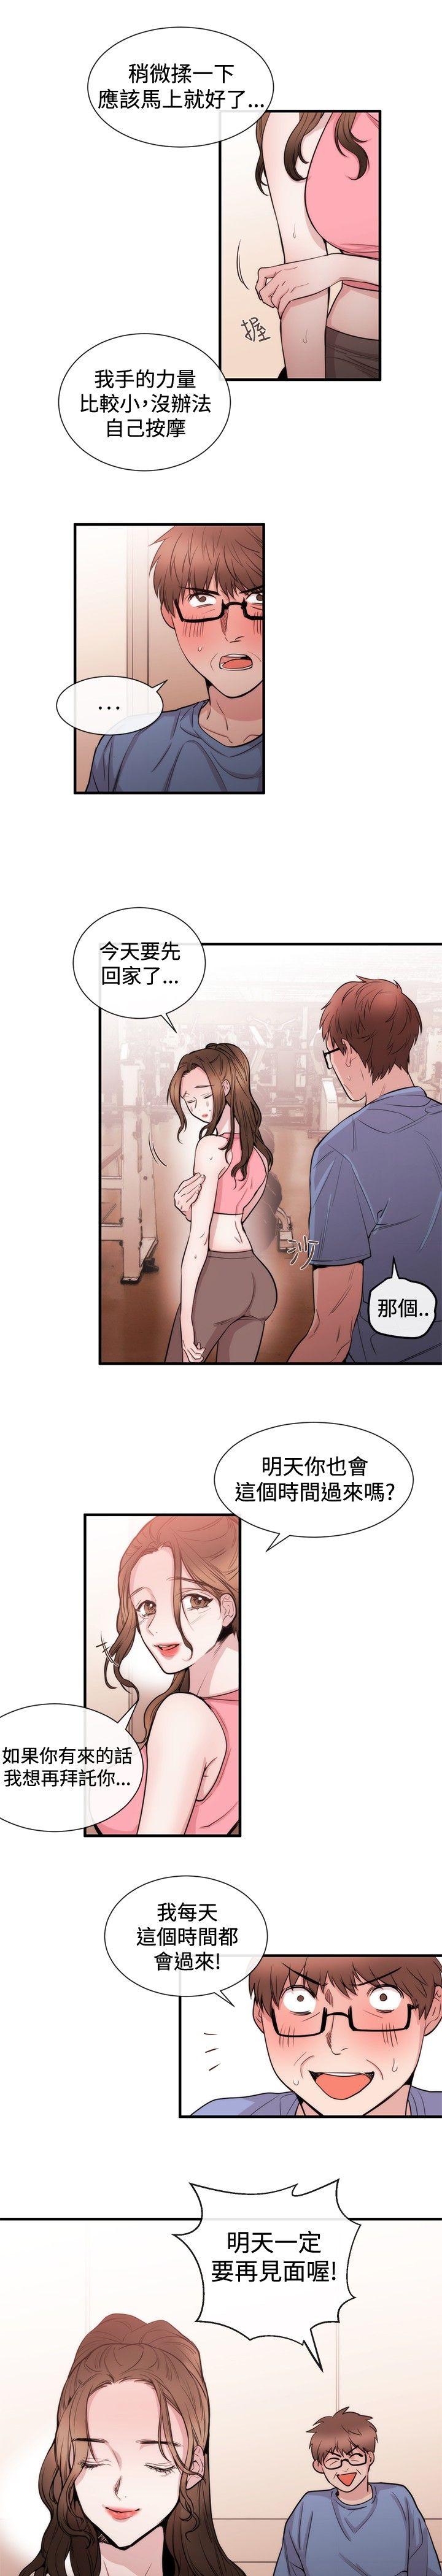 稍微揉一下
應該馬上就好了...
握
我手的力量
比較小,沒辦法
自己按摩
...
今天要先
回家了...
沙
那個..
明天你也會
這個時間過來嗎?
如果你有來的話
我想再拜託你...
我每天
這個時間都
會過來!
明天一定
要再見面喔!